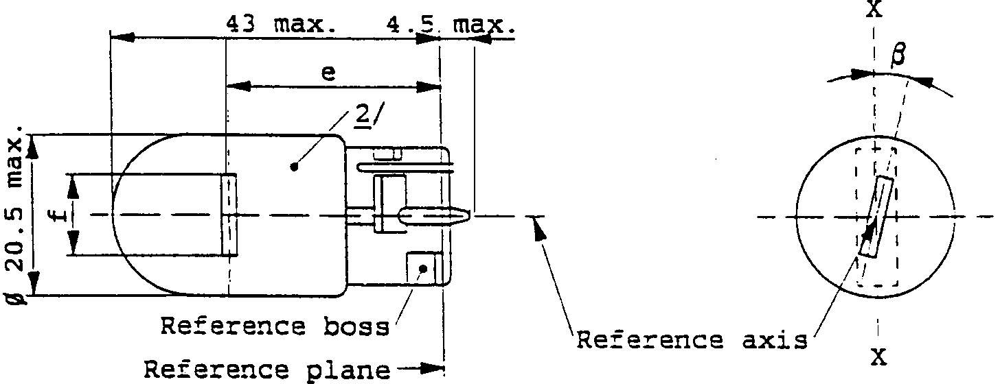 43 max.
4.5 max.
X
β
e
2/
Ø 20.5 max.
f
Reference boss
Reference axis
X
Reference plane